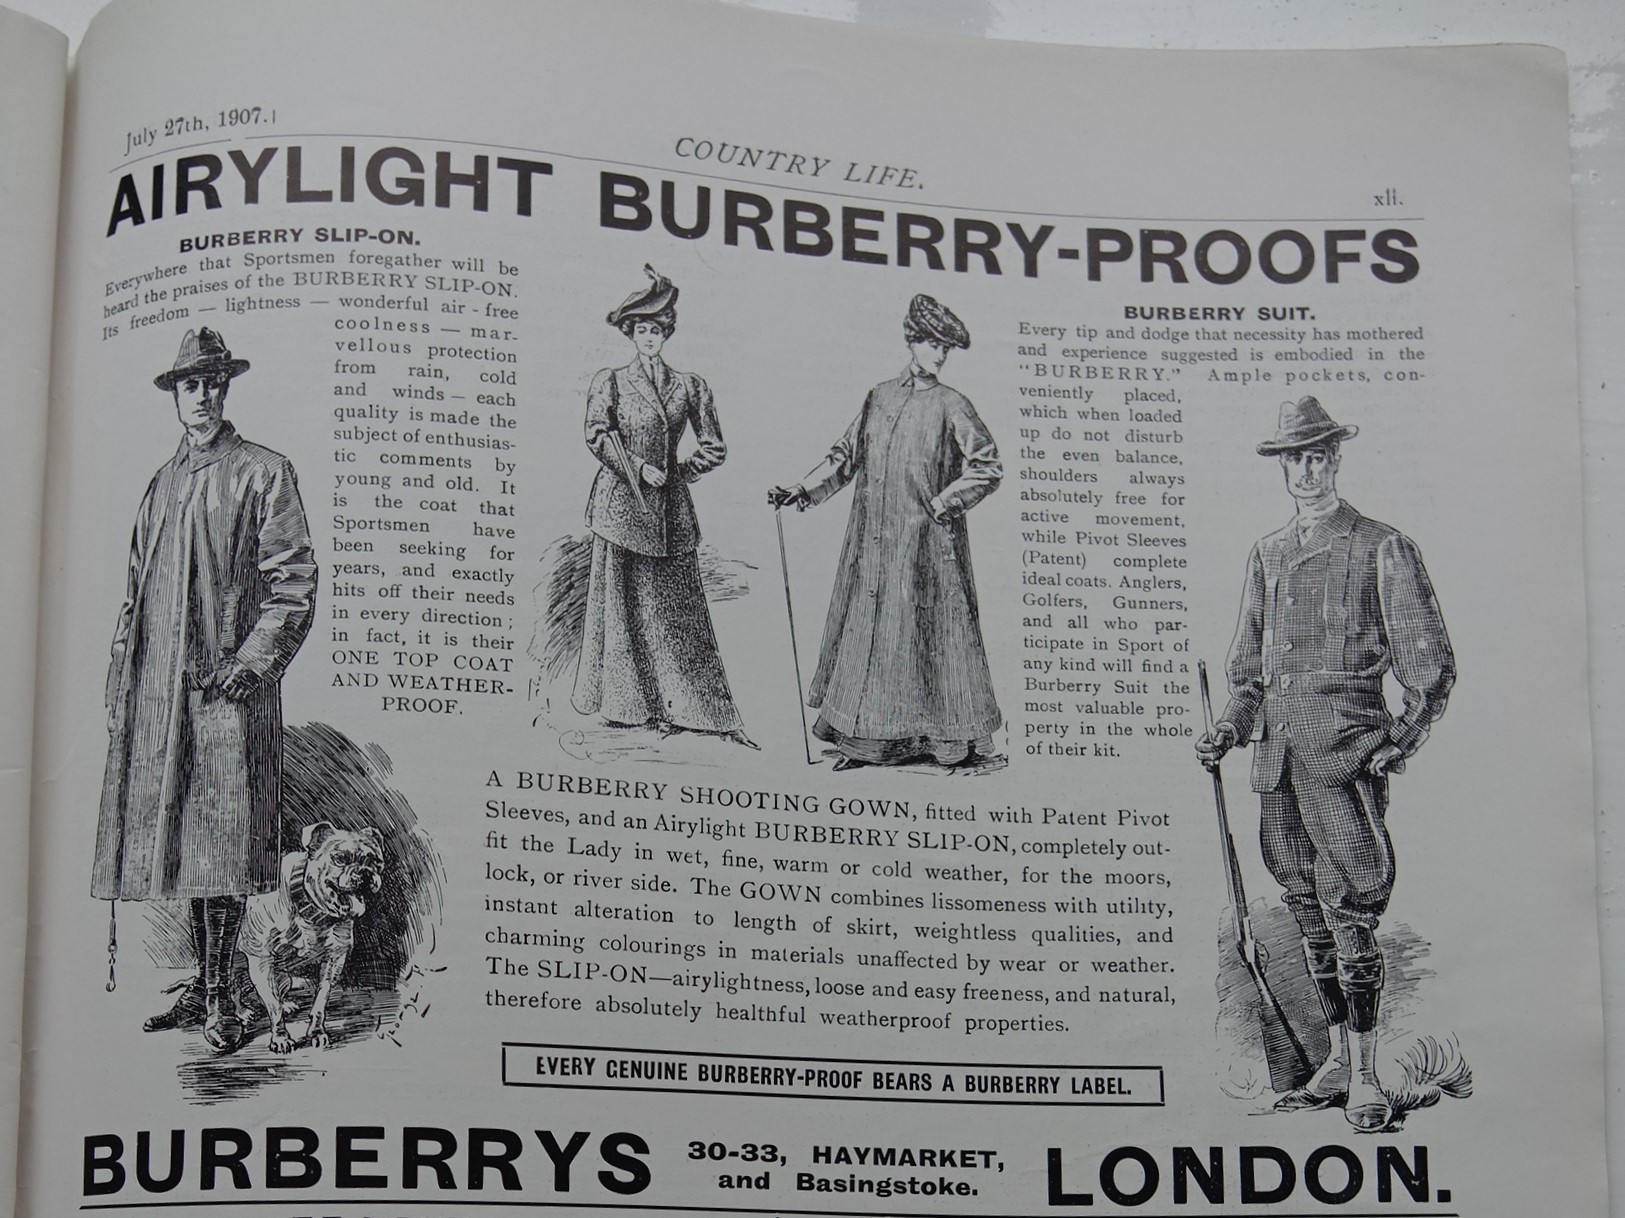 July 27th, 1907.]
COUNTRY LIFE.
xli.
AIRYLIGHT BURBERRY-PROOFS
BURBERRY SLIP-ON.
Everywhere that Sportsmen foregather will be
heard the praises of the BURBERRY SLIP-ON.
Its freedom — lightness — wonderful air-free
coolness — mar-
vellous protection
from rain, cold
and winds — each
quality is made the
subject of enthusias-
tic comments by
young and old. It
is the coat that
Sportsmen have
been seeking for
years, and exactly
hits off their needs
in every direction;
in fact, it is their
ONE TOP COAT
AND WEATHER-
PROOF.
BURBERRY SUIT.
Every tip and dodge that necessity has mothered
and experience suggested is embodied in the
"BURBERRY." Ample pockets, con-
veniently placed,
which when loaded
up do not disturb
the even balance,
shoulders always
absolutely free for
active movement,
while Pivot Sleeves
(Patent) complete
ideal coats. Anglers,
Golfers, Gunners,
and all who par-
ticipate in Sport of
any kind will find a
Burberry Suit the
most valuable pro-
perty in the whole
of their kit.
A BURBERRY SHOOTING GOWN, fitted with Patent Pivot
Sleeves, and an Airylight BURBERRY SLIP-ON, completely out-
fit the Lady in wet, fine, warm or cold weather, for the moors,
lock, or river side. The GOWN combines lissomeness with utility,
instant alteration to length of skirt, weightless qualities, and
charming colourings in materials unaffected by wear or weather.
The SLIP-ON—airylightness, loose and easy freeness, and natural,
therefore absolutely healthful weatherproof properties.
EVERY GENUINE BURBERRY-PROOF BEARS A BURBERRY LABEL.
BURBERRYS 30-33, HAYMARKET, LONDON.
and Basingstoke.